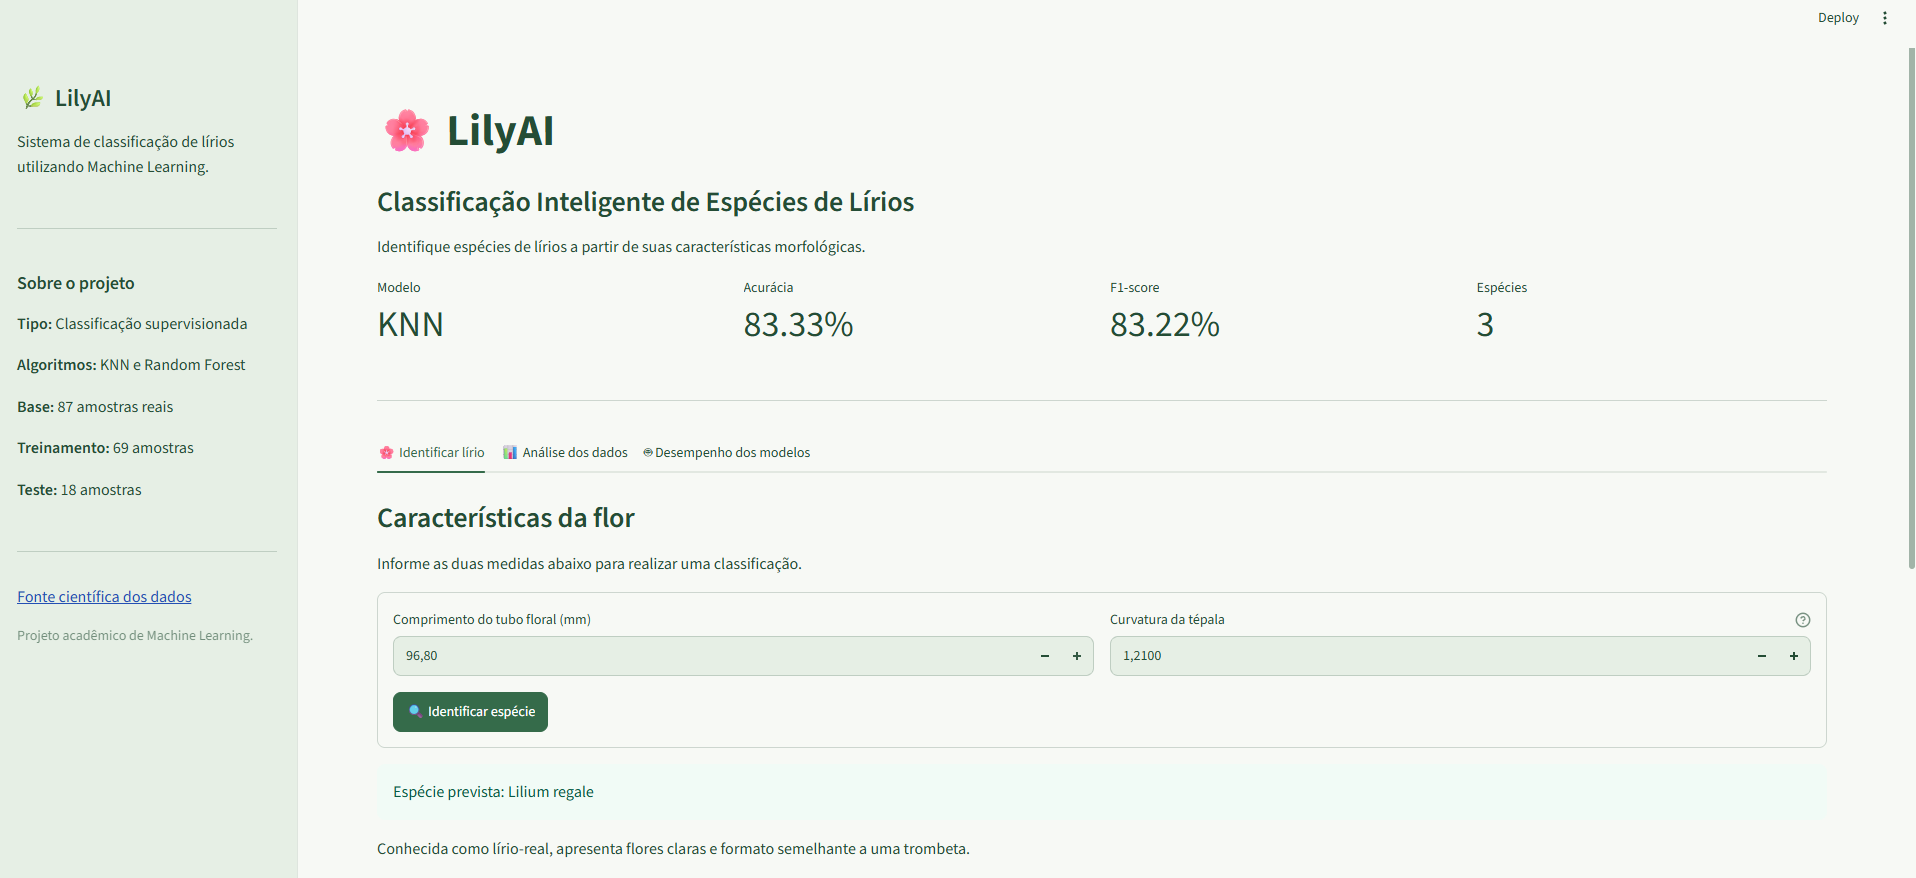 Deploy
LilyAI
Sistema de classificação de lírios
utilizando Machine Learning.
Sobre o projeto
Tipo: Classificação supervisionada
Algoritmos: KNN e Random Forest
Base: 87 amostras reais
Treinamento: 69 amostras
Teste: 18 amostras
Fonte científica dos dados
Projeto acadêmico de Machine Learning.
LilyAI
Classificação Inteligente de Espécies de Lírios
Identifique espécies de lírios a partir de suas características morfológicas.
Modelo
KNN
Acurácia
83.33%
F1-score
83.22%
Espécies
3
Identificar lírio
Análise dos dados
Desempenho dos modelos
Características da flor
Informe as duas medidas abaixo para realizar uma classificação.
Comprimento do tubo floral (mm)
96,80
Curvatura da tépala
1,2100
Identificar espécie
Espécie prevista: Lilium regale
Conhecida como lírio-real, apresenta flores claras e formato semelhante a uma trombeta.